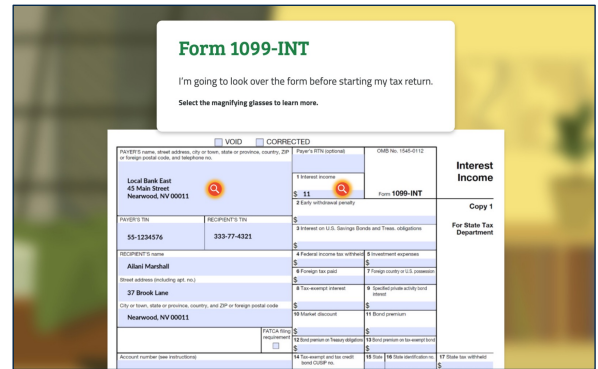 Form 1099-INT
I'm going to look over the form before starting my tax return.
Select the magnifying glasses to learn more.
VOID CORRECTED
PAYER'S name, street address, city or town, state or province, country, ZIP
or foreign postal code, and telephone no.
Local Bank East
45 Main Street
Nearwood, NV 00011
Payer's RTN (optional)
OMB No. 1545-0112
1 Interest income
$ 11
Form 1099-INT
Interest
Income
2 Early withdrawal penalty
$
Copy 1
For State Tax
Department
PAYER'S TIN
55-1234576
RECIPIENT'S TIN
333-77-4321
3 Interest on U.S. Savings Bonds and Treas. obligations
$
RECIPIENT'S name
Ailani Marshall
4 Federal income tax withheld
$
5 Investment expenses
$
6 Foreign tax paid
$
7 Foreign country or U.S. possession
Street address (including apt. no.)
37 Brook Lane
8 Tax-exempt interest
$
9 Specified private activity bond
interest
$
City or town, state or province, country, and ZIP or foreign postal code
Nearwood, NV 00011
10 Market discount
$
11 Bond premium
$
FATCA filing
requirement
12 Bond premium on Treasury obligations
$
13 Bond premium on tax-exempt bond
$
Account number (see instructions)
14 Tax-exempt and tax credit
bond CUSIP no.
15 State
16 State identification no.
17 State tax withheld
$